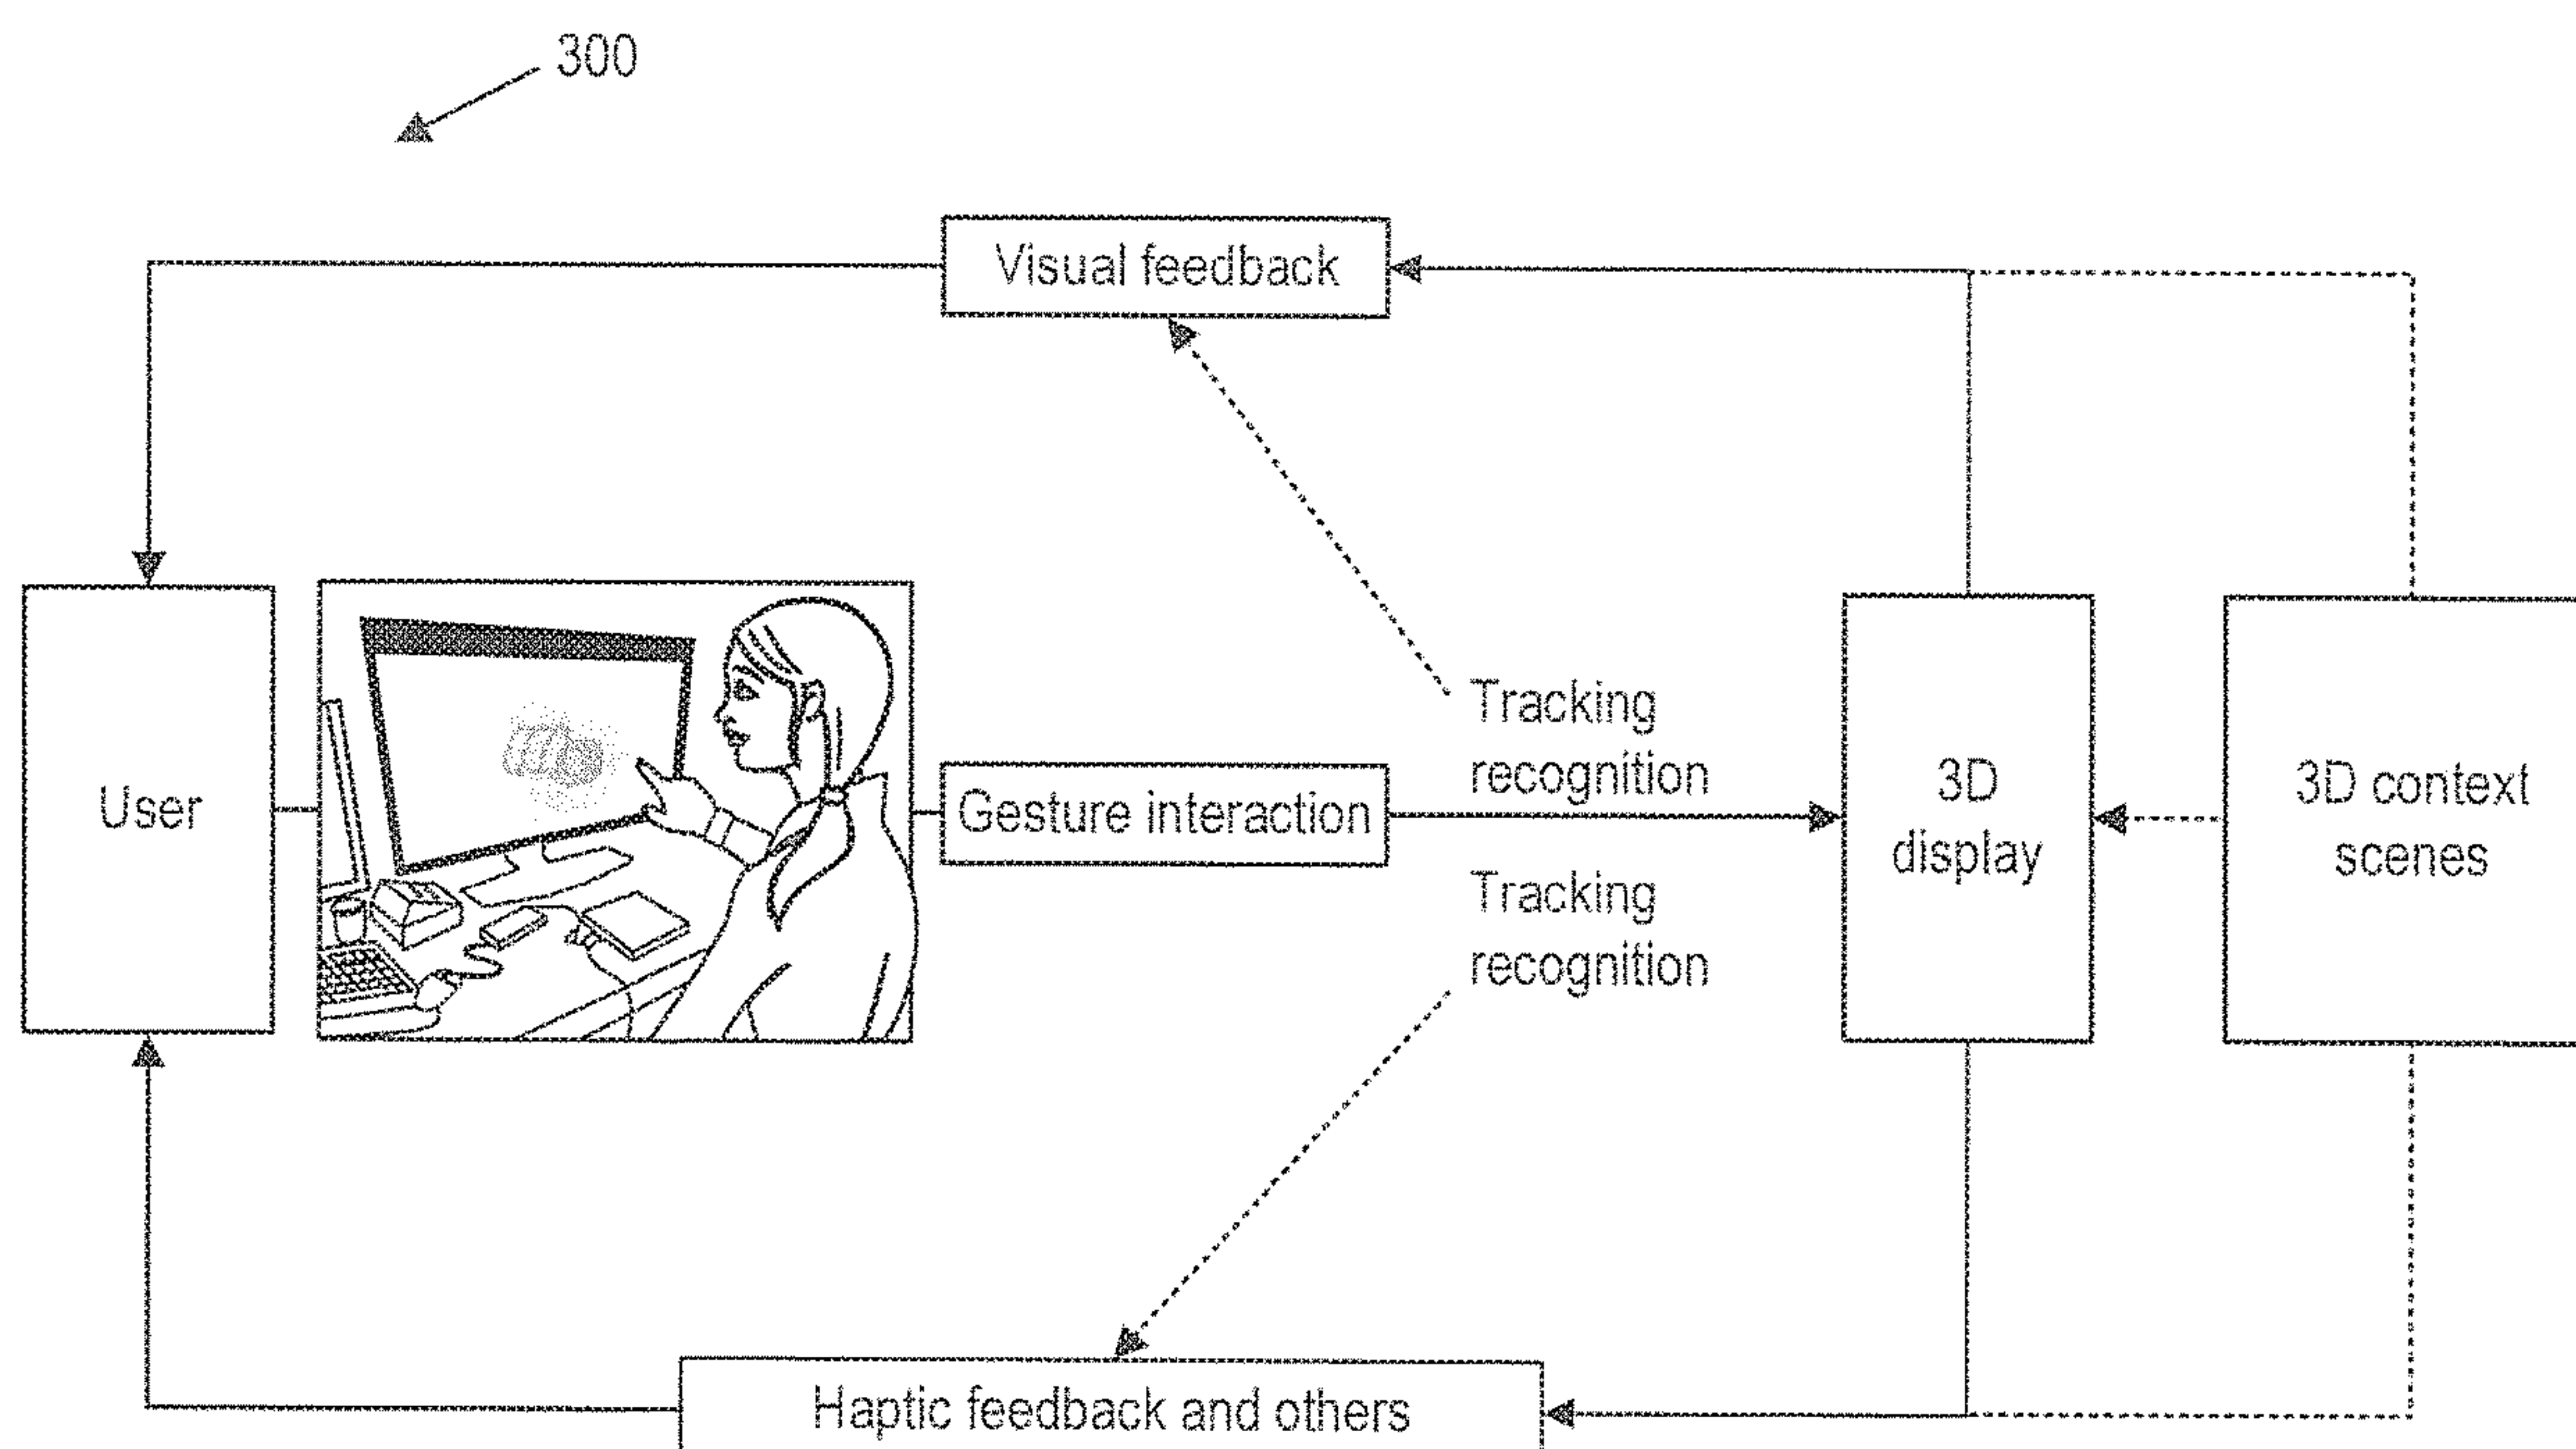 300
Visual feedback
Tracking
recognition
User
Gesture interaction
3D
display
3D context
scenes
Tracking
recognition
Haptic feedback and others